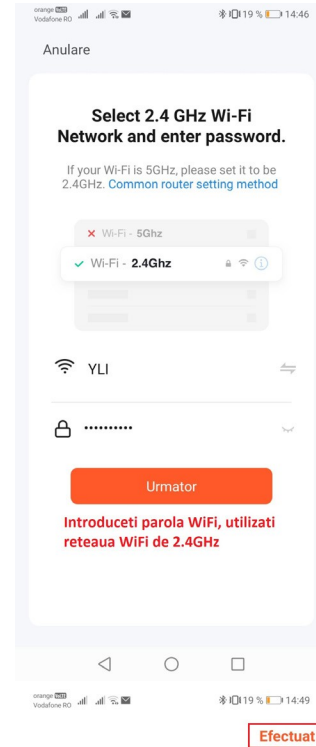 orange VoLTE
Vodafone RO
19 % 14:46
Anulare
Select 2.4 GHz Wi-Fi
Network and enter password.
If your Wi-Fi is 5GHz, please set it to be
2.4GHz. Common router setting method
Wi-Fi - 5Ghz
Wi-Fi - 2.4Ghz
YLI
••••••••••
Urmator
Introduceti parola WiFi, utilizati
reteaua WiFi de 2.4GHz
orange VoLTE
Vodafone RO
19 % 14:49
Efectuat